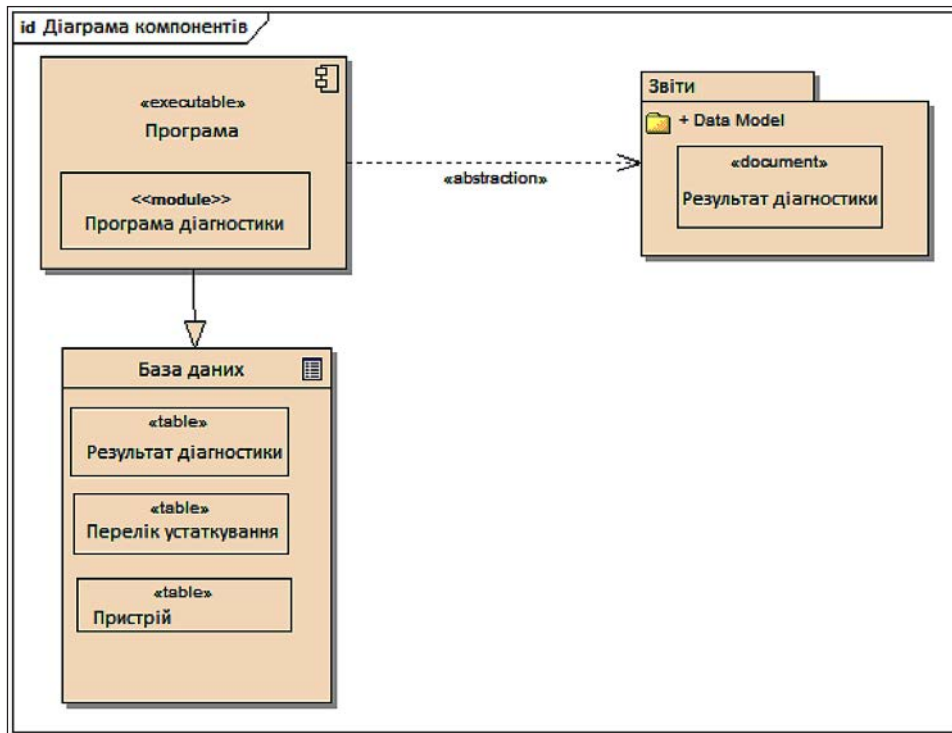 id Діаграма компонентів
«executable»
Програма
<<module>>
Програма діагностики
«abstraction»
Звіти
+ Data Model
«document»
Результат діагностики
База даних
«table»
Результат діагностики
«table»
Перелік устаткування
«table»
Пристрій